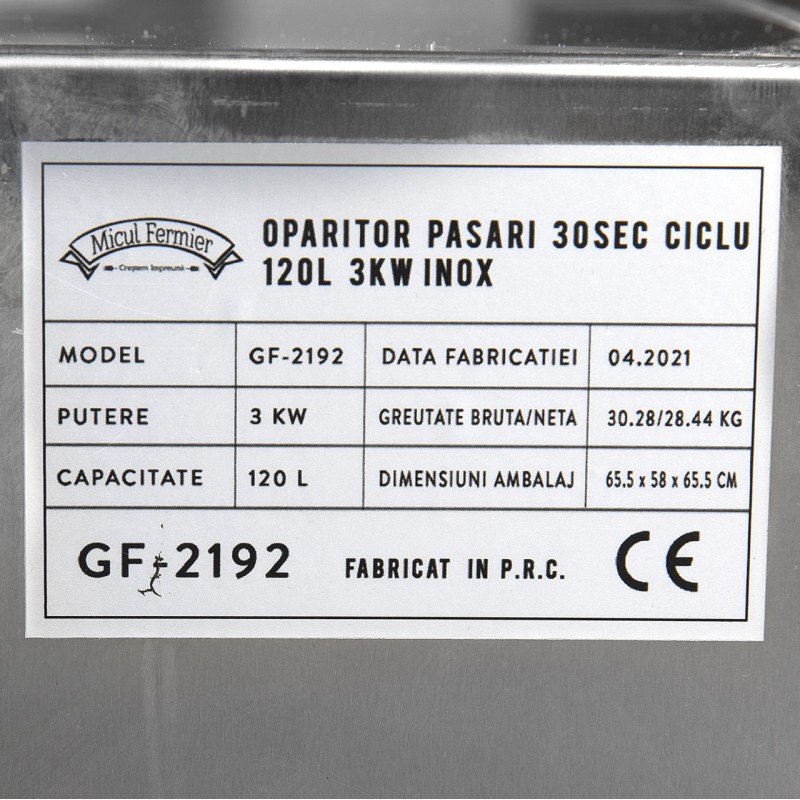 Micul Fermier
Creștem împreună
OPARITOR PASARI 30SEC CICLU
120L 3KW INOX
MODEL GF-2192 DATA FABRICATIEI 04.2021
PUTERE 3 KW GREUTATE BRUTA/NETA 30.28/28.44 KG
CAPACITATE 120 L DIMENSIUNI AMBALAJ 65.5 x 58 x 65.5 CM
GF-2192 FABRICAT IN P.R.C. CE